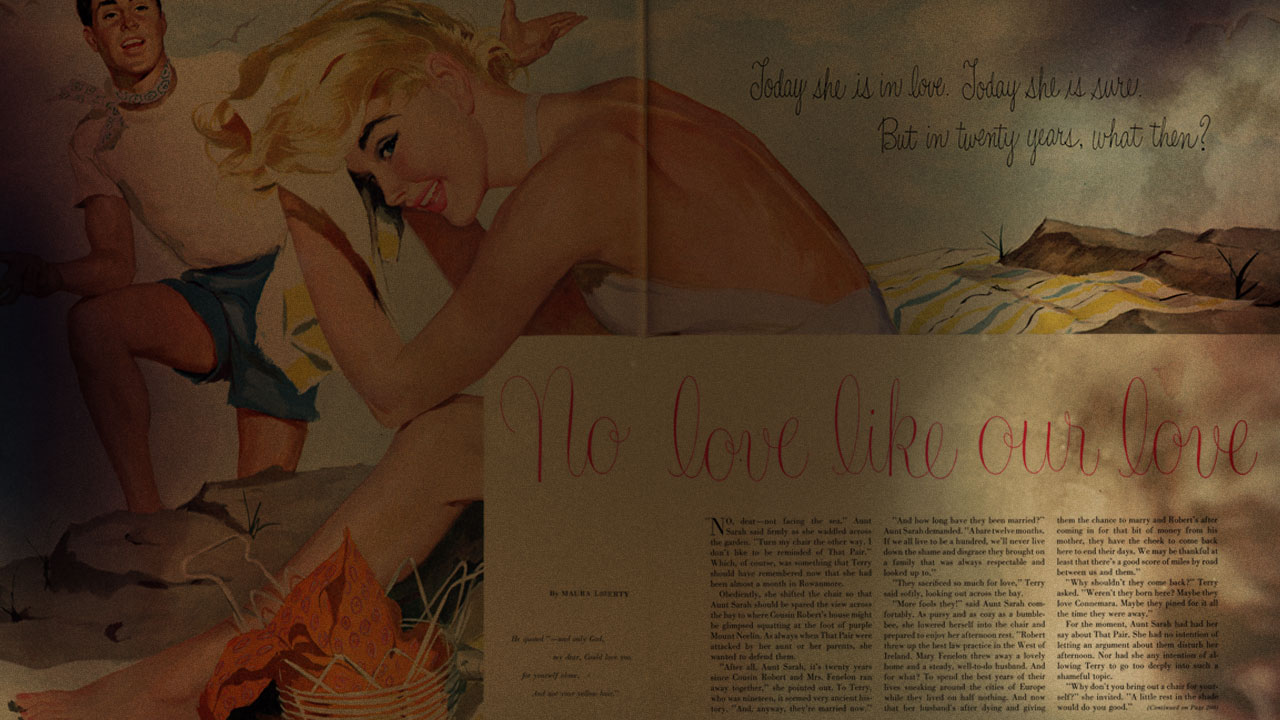 Today she is in love. Today she is sure.
But in twenty years, what then?
No love like our love
By MAURA LAVERTY
He quoted "—and only God,
my dear, Could love you
for yourself alone,
And not your yellow hair."
NO, dear—not facing the sea," Aunt
Sarah said firmly as she waddled across
the garden. "Turn my chair the other way. I
don't like to be reminded of That Pair."
Which, of course, was something that Terry
should have remembered now that she had
been almost a month in Rowanmore.
Obediently, she shifted the chair so that
Aunt Sarah should be spared the view across
the bay to where Cousin Robert's house might
be glimpsed squatting at the foot of purple
Mount Neelin. As always when That Pair were
attacked by her aunt or her parents, she
wanted to defend them.
"After all, Aunt Sarah, it's twenty years
since Cousin Robert and Mrs. Fenelon ran
away together," she pointed out. To Terry,
who was nineteen, it seemed very ancient his-
tory. "And, anyway, they're married now."
"And how long have they been married?"
Aunt Sarah demanded. "A bare twelve months.
If we all live to be a hundred, we'll never live
down the shame and disgrace they brought on
a family that was always respectable and
looked up to."
"They sacrificed so much for love," Terry
said softly, looking out across the bay.
"More fools they!" said Aunt Sarah com-
fortably. As pursy and as cozy as a bumble-
bee, she lowered herself into the chair and
prepared to enjoy her afternoon rest. "Robert
threw up the best law practice in the West of
Ireland. Mary Fenelon threw away a lovely
home and a steady, well-to-do husband. And
for what? To spend the best years of their
lives sneaking around the cities of Europe
while they lived on half nothing. And now
that her husband's after dying and giving
them the chance to marry and Robert's after
coming in for that bit of money from his
mother, they have the cheek to come back
here to end their days. We may be thankful at
least that there's a good score of miles by road
between us and them."
"Why shouldn't they come back?" Terry
asked. "Weren't they born here? Maybe they
love Connemara. Maybe they pined for it all
the time they were away."
For the moment, Aunt Sarah had had her
say about That Pair. She had no intention of
letting an argument about them disturb her
afternoon. Nor had she any intention of al-
lowing Terry to go too deeply into such a
shameful topic.
"Why don't you bring out a chair for your-
self?" she invited. "A little rest in the shade
would do you good."
(Continued on Page